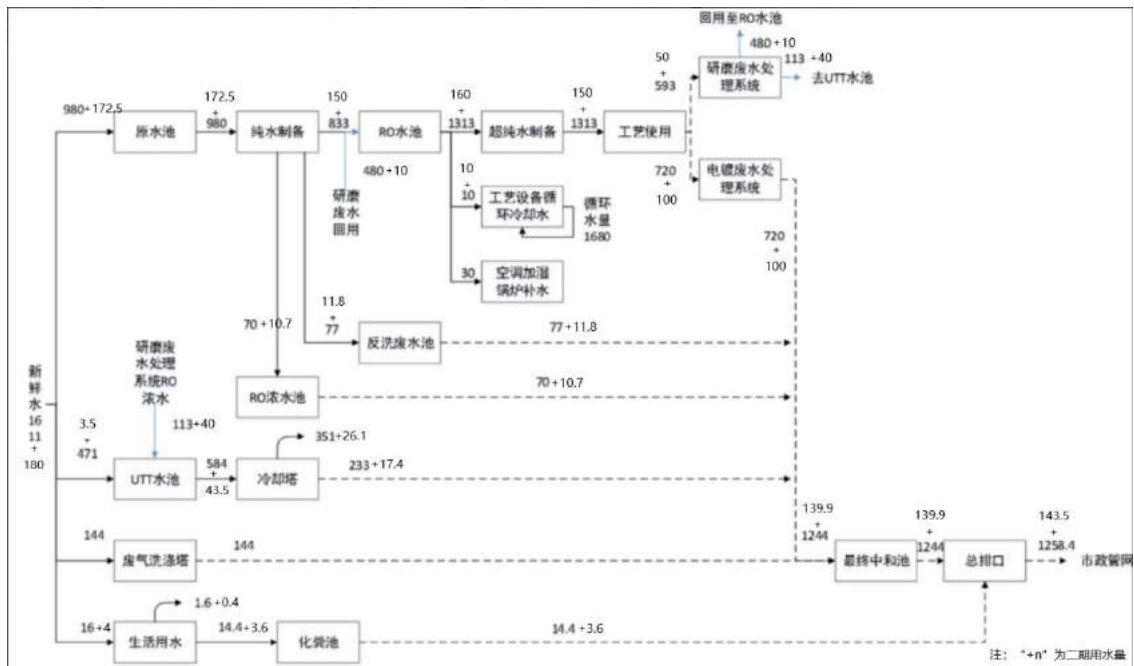 回用至RO水池
480+10
50
+
593
113 +40
研磨废水处
理系统
去UTT水池
980+172.5
原水池
172.5
+
980
纯水制备
150
+
833
RO水池
160
+
1313
超纯水制备
150
+
1313
工艺使用
480+10
研磨
废水
回用
10
+
10
工艺设备循
环冷却水
循环
水量
1680
720
+
100
电镀废水处
理系统
720
+
100
30
空调加湿
锅炉补水
70+10.7
11.8
+
77
反洗废水池
77+11.8
RO浓水池
70+10.7
新
鲜
水
16
11
+
180
研磨废
水处理
系统RO
浓水
113+40
3.5
+
471
UTT水池
584
+
43.5
冷却塔
351+26.1
233+17.4
144
废气洗涤塔
144
139.9
+
1244
最终中和池
139.9
+
1244
总排口
143.5
+
1258.4
市政管网
16+4
生活用水
1.6+0.4
14.4+3.6
化粪池
14.4+3.6
注： "+n" 为二期用水量